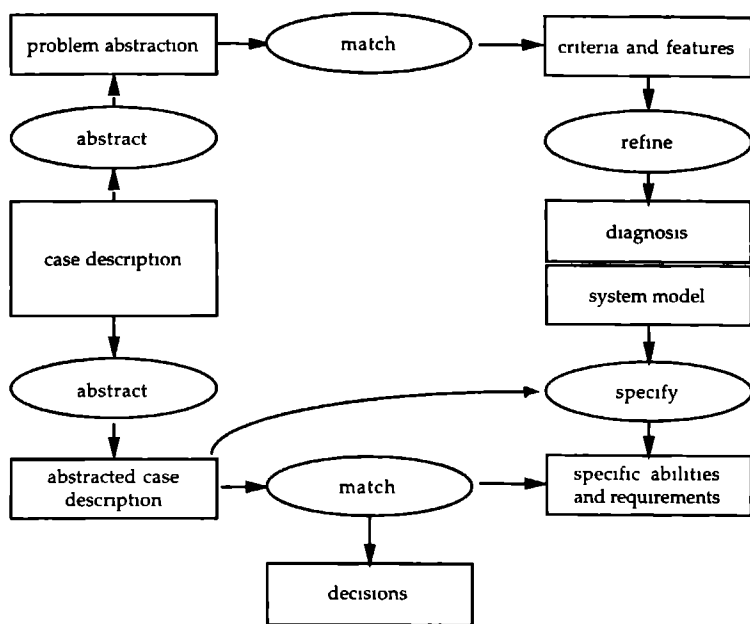 problem abstraction
match
criteria and features
abstract
refine
case description
diagnosis
system model
abstract
specify
abstracted case
description
match
specific abilities
and requirements
decisions